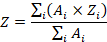 Z = ∑ᵢ(Aᵢ × Zᵢ) / ∑ᵢ Aᵢ